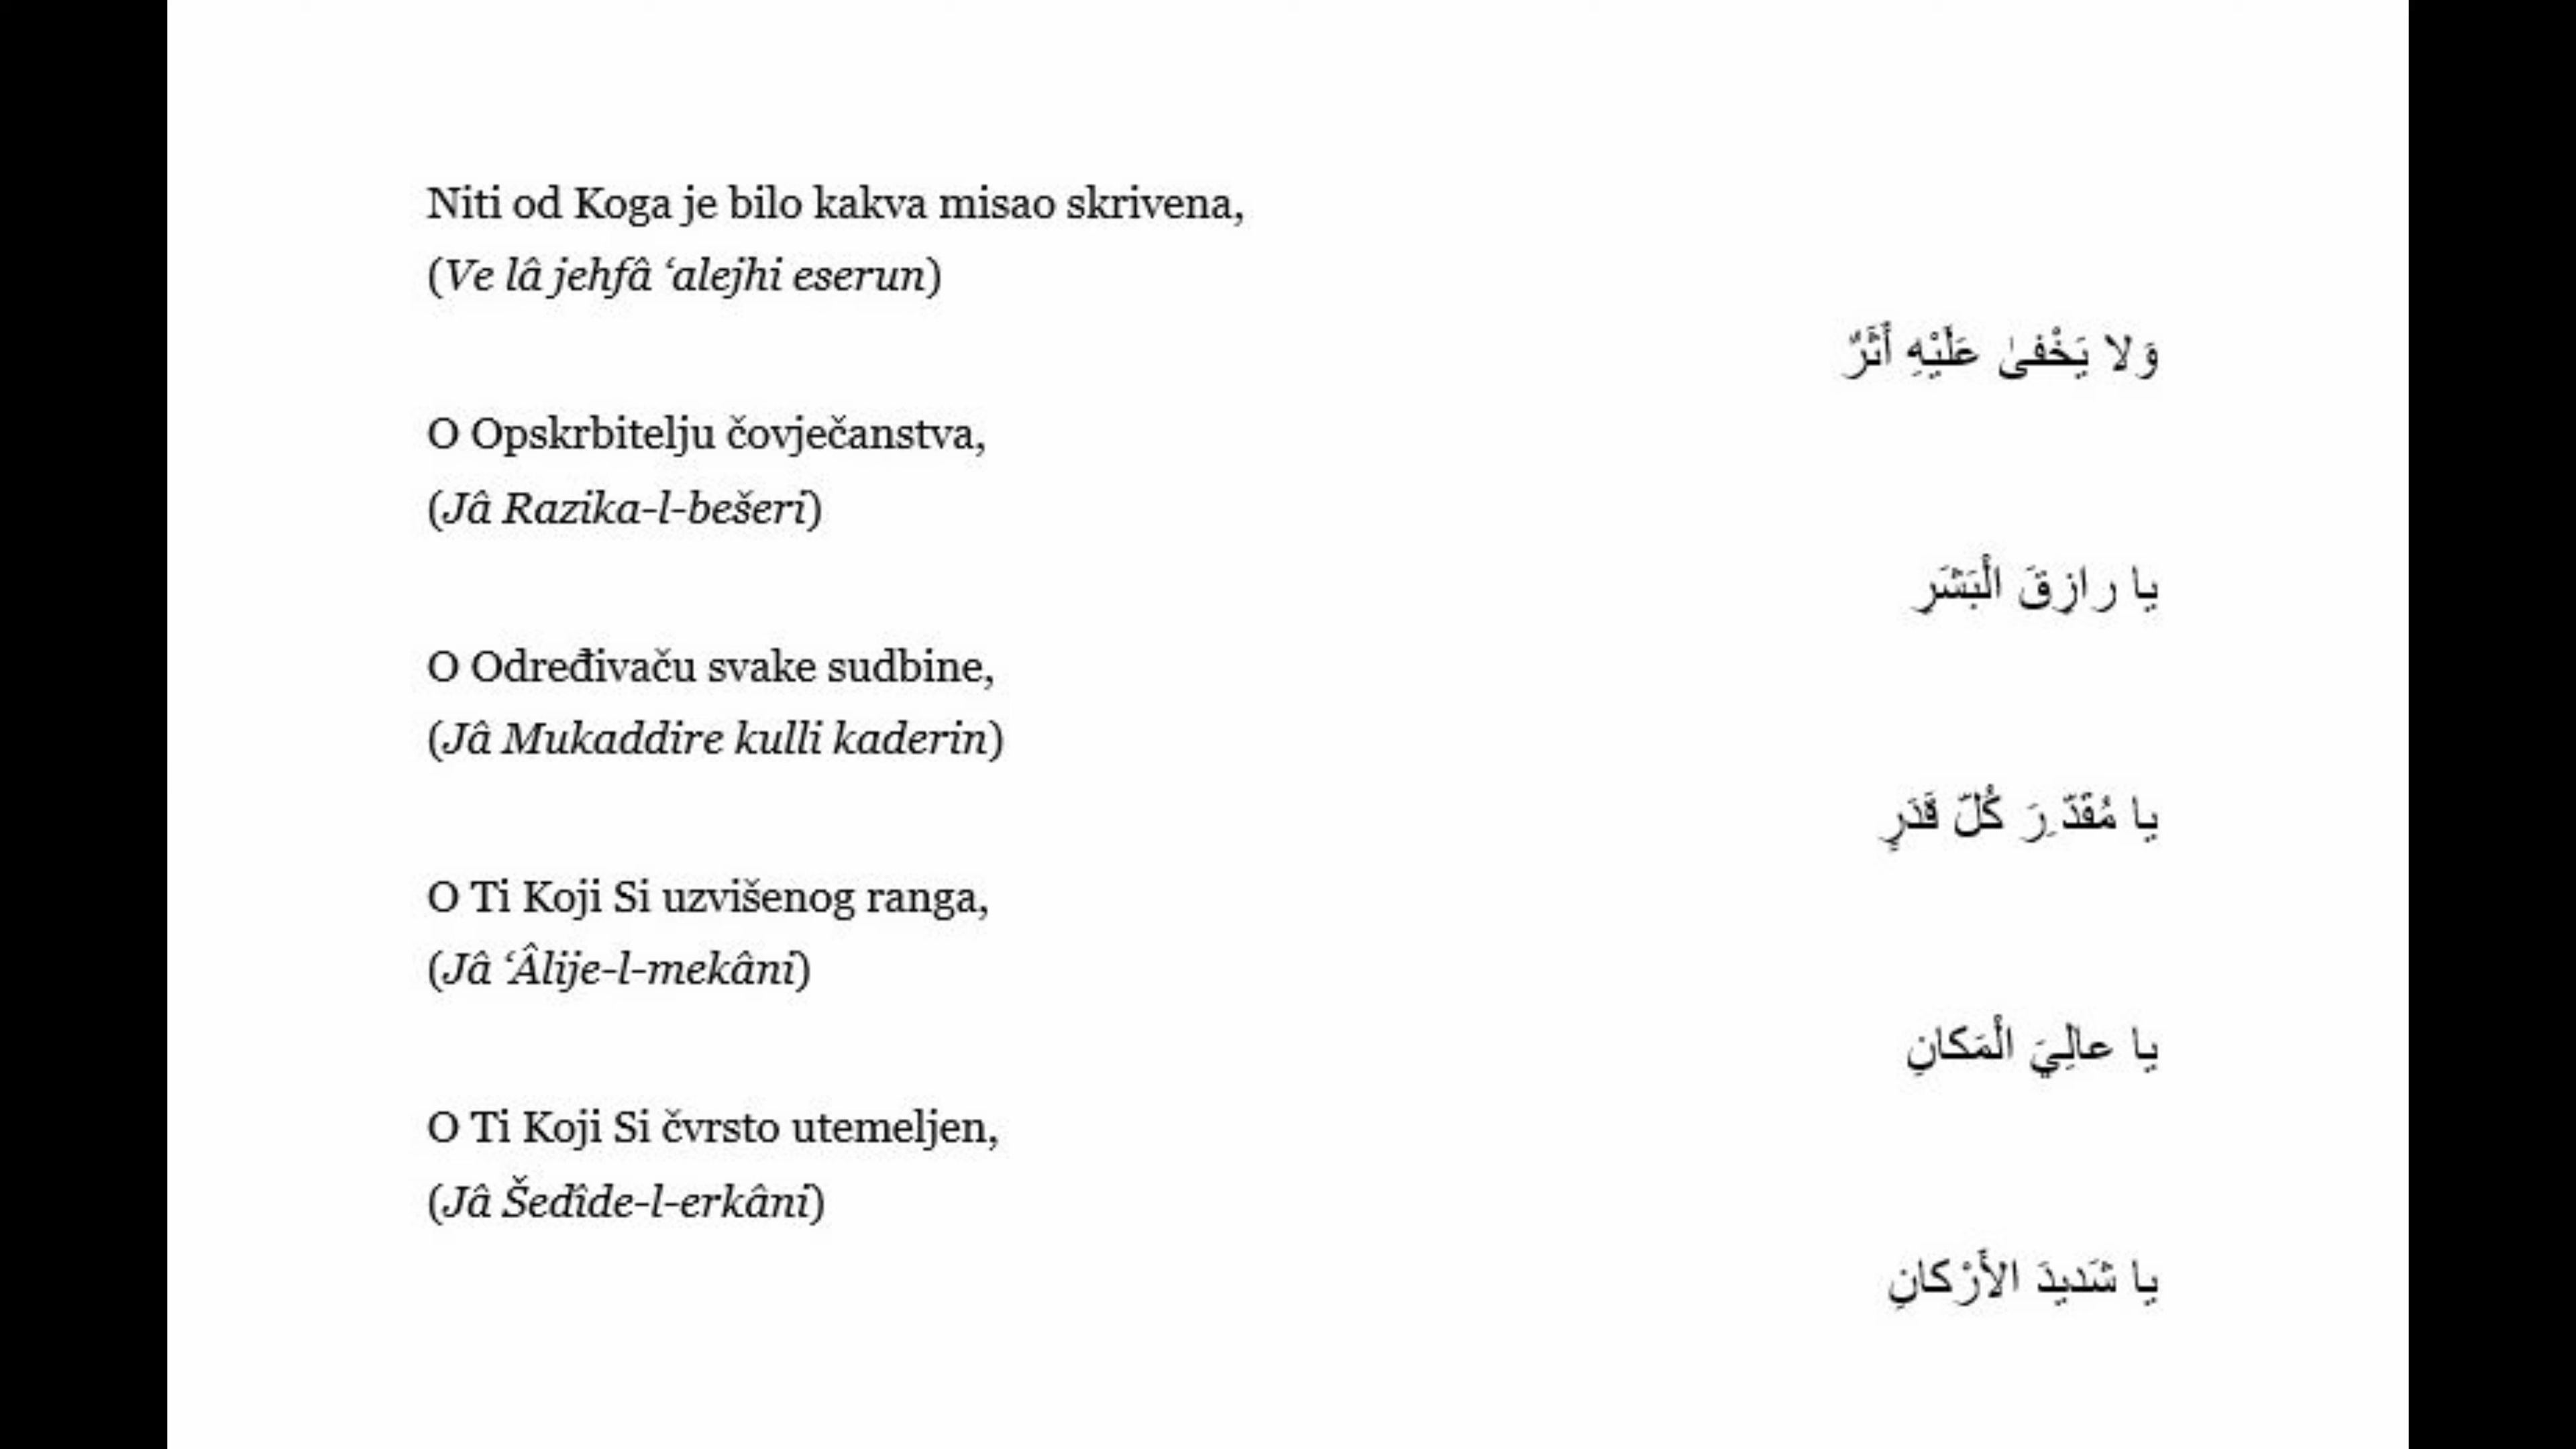 Niti od Koga je bilo kakva misao skrivena,
(Ve lâ jehfâ ‘alejhi eserun)
وَلا يَخْفىٰ عَلَيْهِ أَثَرٌ
O Opskrbitelju čovječanstva,
(Jâ Razika-l-bešeri)
يا رازِقَ الْبَشَرِ
O Određivaču svake sudbine,
(Jâ Mukaddire kulli kaderin)
يا مُقَدِّرَ كُلّ قَدَرٍ
O Ti Koji Si uzvišenog ranga,
(Jâ ‘Âlije-l-mekâni)
يا عالِيَ الْمَكانِ
O Ti Koji Si čvrsto utemeljen,
(Jâ Šedîde-l-erkâni)
يا شَديدَ الأَرْكانِ